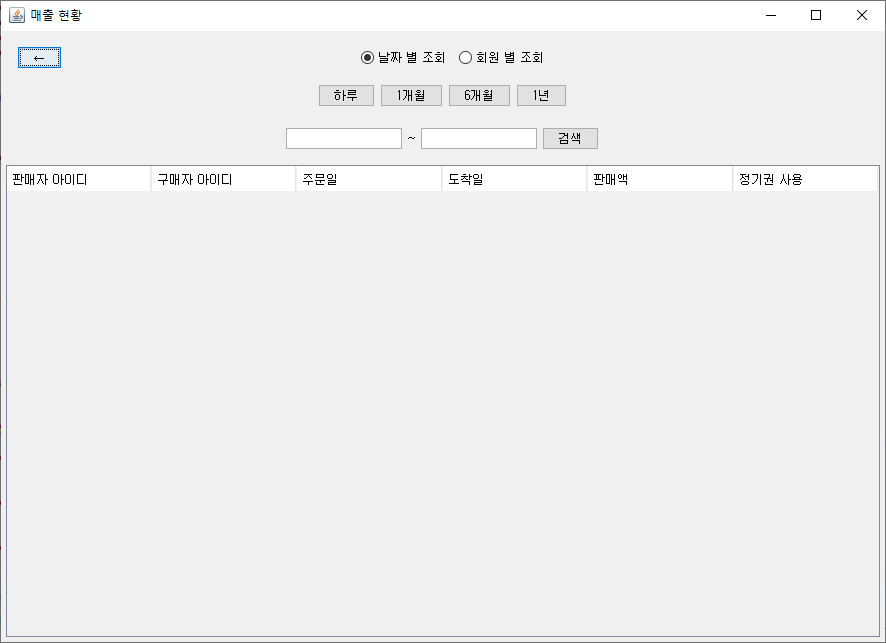 매출 현황
← 날짜 별 조회 회원 별 조회
하루 1개월 6개월 1년
~ 검색
판매자 아이디 구매자 아이디 주문일 도착일 판매액 정기권 사용